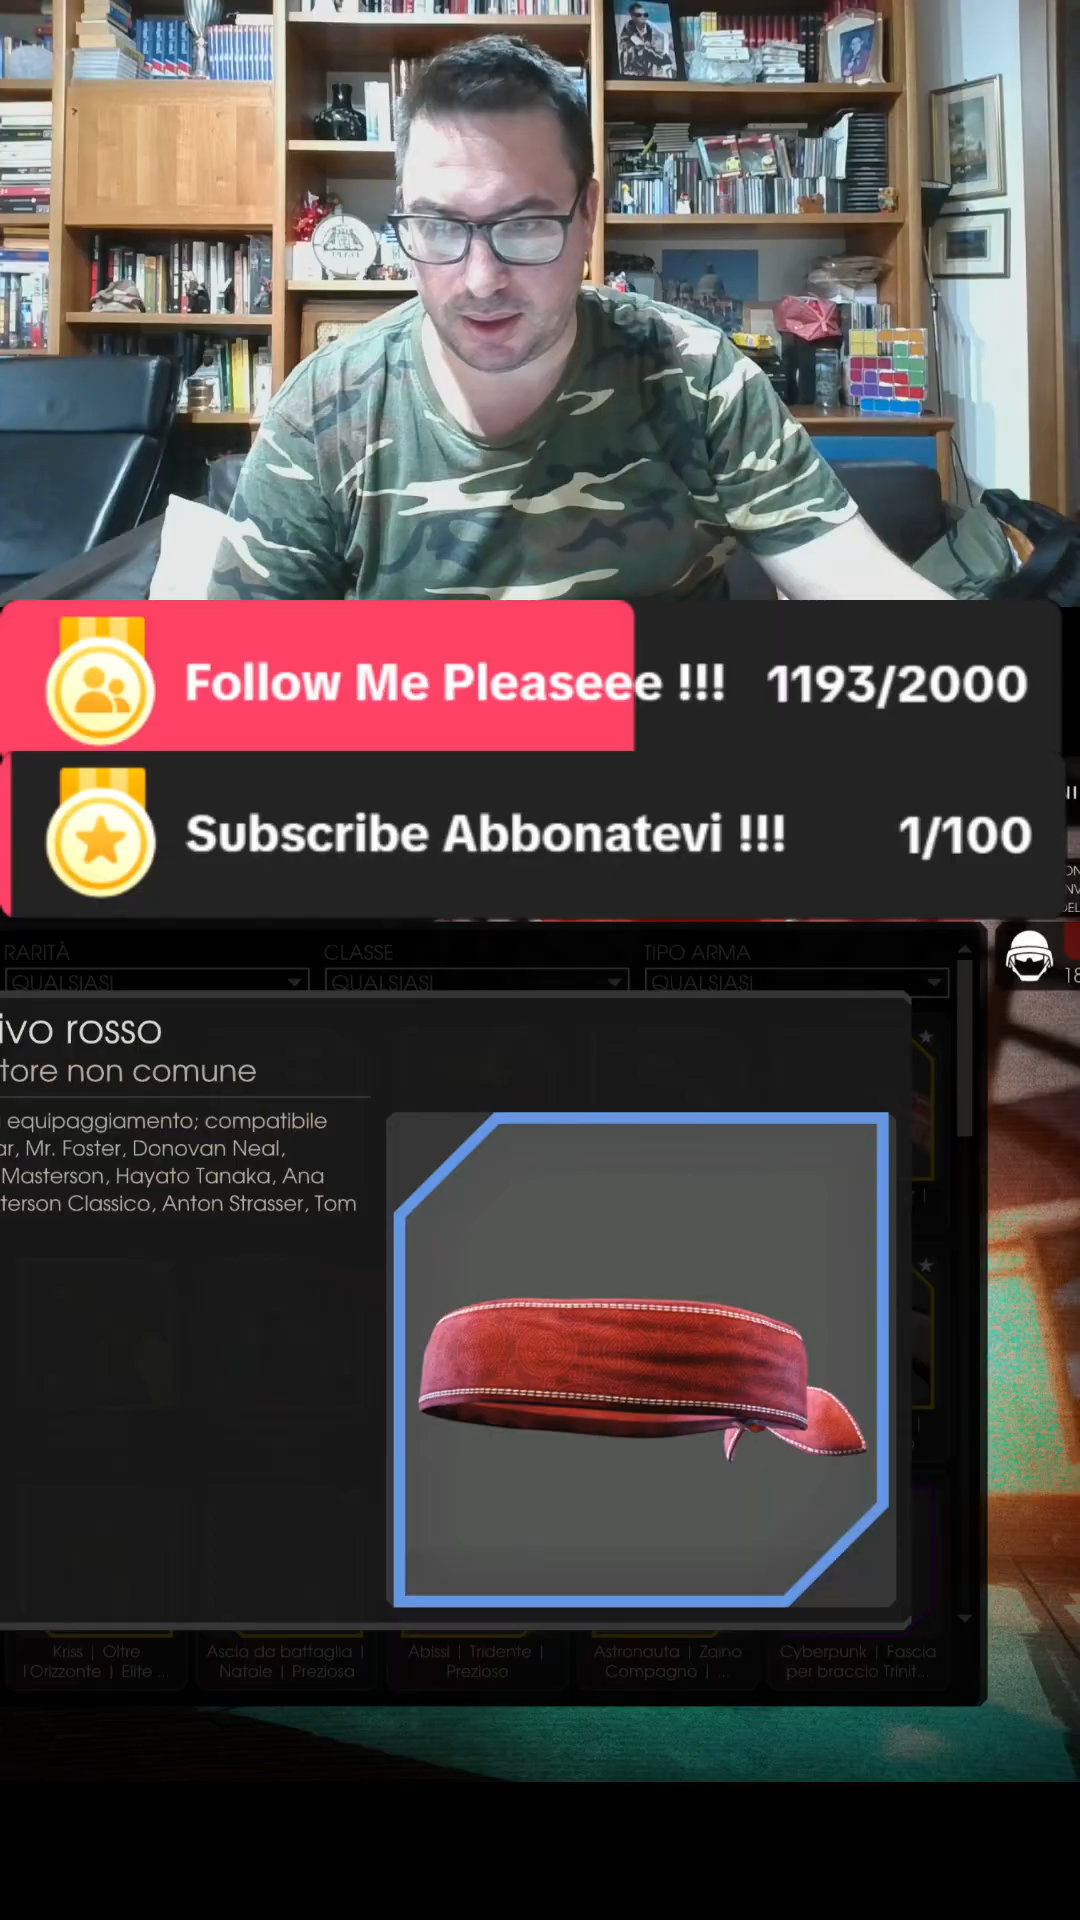 Follow Me Pleaseee !!! 1193/2000
Subscribe Abbonatevi !!! 1/100
RARITÀ CLASSE TIPO ARMA
QUALSIASI QUALSIASI QUALSIASI
18
ivo rosso
tore non comune
equipaggiamento; compatibile
ar, Mr. Foster, Donovan Neal,
Masterson, Hayato Tanaka, Ana
terson Classico, Anton Strasser, Tom
Kriss | Oltre
l'Orizzonte | Elite ...
Ascia da battaglia |
Natale | Preziosa
Abissi | Tridente |
Prezioso
Astronauta | Zaino
Compagno | ...
Cyberpunk | Fascia
per braccio Trinit...